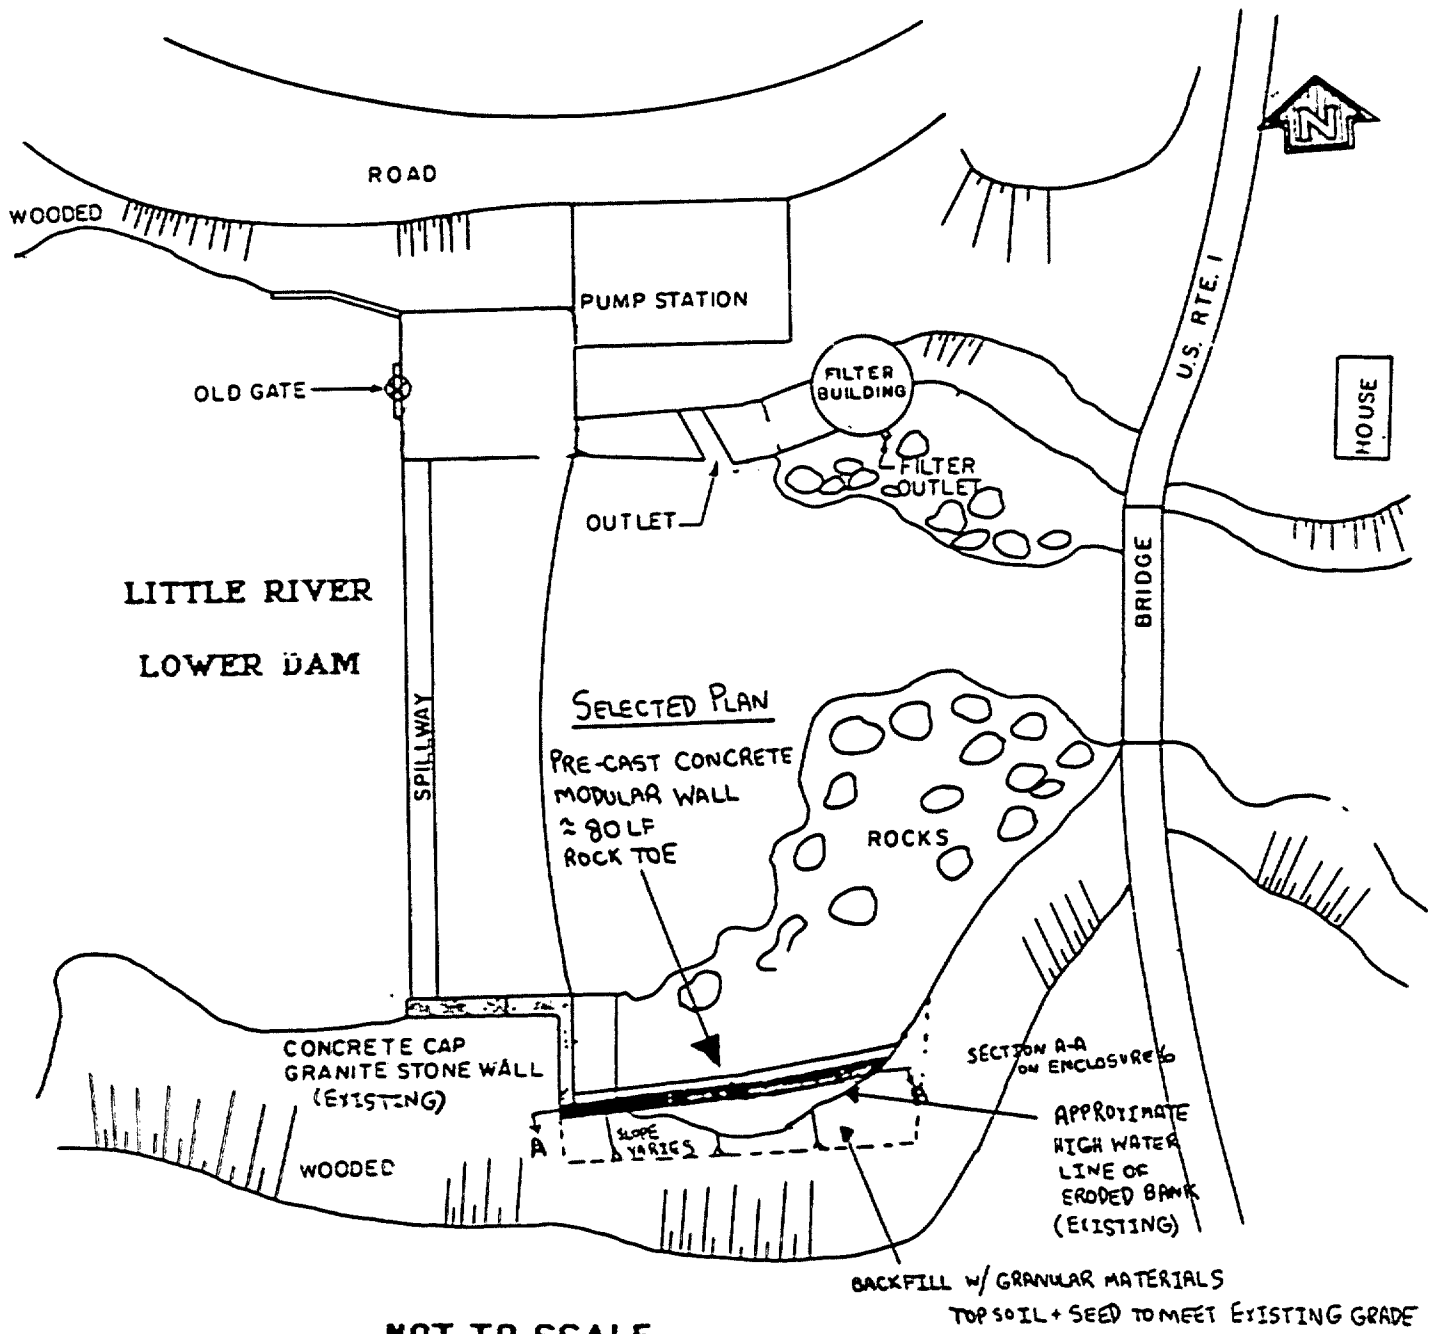 N
ROAD
WOODED
PUMP STATION
U.S. RTE. 1
OLD GATE
FILTER
BUILDING
HOUSE
FILTER
OUTLET
OUTLET
BRIDGE
LITTLE RIVER
LOWER DAM
SPILLWAY
SELECTED PLAN
PRE-CAST CONCRETE
MODULAR WALL
≈ 80 LF
ROCK TOE
ROCKS
CONCRETE CAP
GRANITE STONE WALL
(EXISTING)
SECTION A-A
ON ENCLOSURE 6
A
SLOPE
VARIES
APPROXIMATE
HIGH WATER
LINE OF
ERODED BANK
(EXISTING)
WOODED
BACKFILL W/ GRANULAR MATERIALS
TOP SOIL + SEED TO MEET EXISTING GRADE
NOT TO SCALE